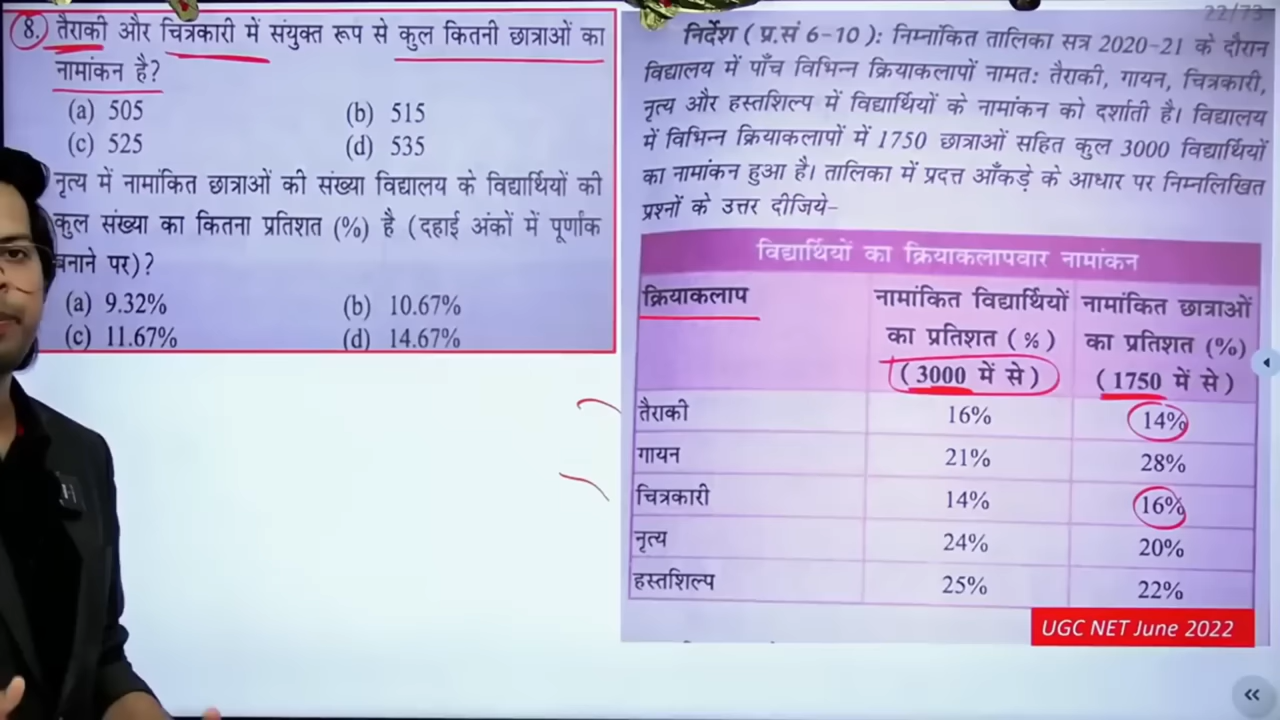 8. तैराकी और चित्रकारी में संयुक्त रूप से कुल कितनी छात्राओं का
नामांकन है?
(a) 505 (b) 515
(c) 525 (d) 535
नृत्य में नामांकित छात्राओं की संख्या विद्यालय के विद्यार्थियों की
कुल संख्या का कितना प्रतिशत (%) है (दहाई अंकों में पूर्णांक
बनाने पर)?
(a) 9.32% (b) 10.67%
(c) 11.67% (d) 14.67%
22/73
निर्देश (प्र.सं 6-10): निम्नांकित तालिका सत्र 2020-21 के दौरान
विद्यालय में पाँच विभिन्न क्रियाकलापों नामत: तैराकी, गायन, चित्रकारी,
नृत्य और हस्तशिल्प में विद्यार्थियों के नामांकन को दर्शाती है। विद्यालय
में विभिन्न क्रियाकलापों में 1750 छात्राओं सहित कुल 3000 विद्यार्थियों
का नामांकन हुआ है। तालिका में प्रदत्त आँकड़े के आधार पर निम्नलिखित
प्रश्नों के उत्तर दीजिये-
विद्यार्थियों का क्रियाकलापवार नामांकन
क्रियाकलाप नामांकित विद्यार्थियों नामांकित छात्राओं
का प्रतिशत (%) का प्रतिशत (%)
(3000 में से) (1750 में से)
तैराकी 16% 14%
गायन 21% 28%
चित्रकारी 14% 16%
नृत्य 24% 20%
हस्तशिल्प 25% 22%
UGC NET June 2022